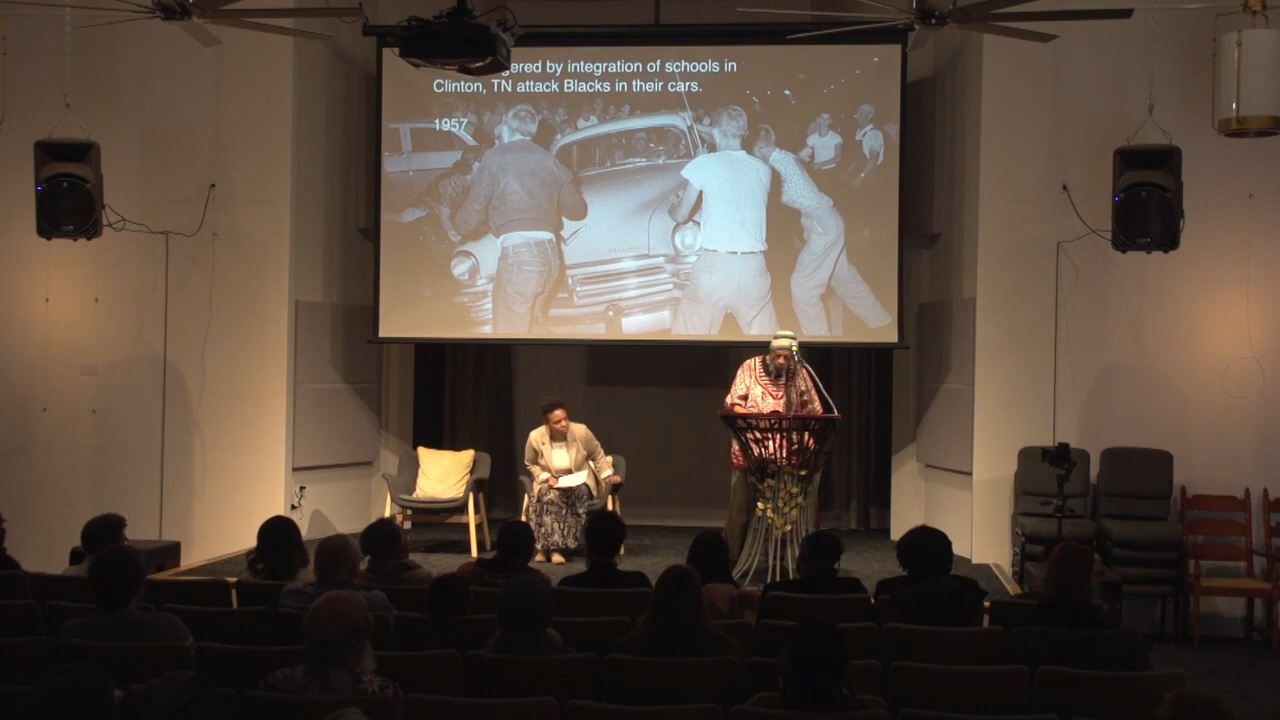 gered by integration of schools in
Clinton, TN attack Blacks in their cars.
1957